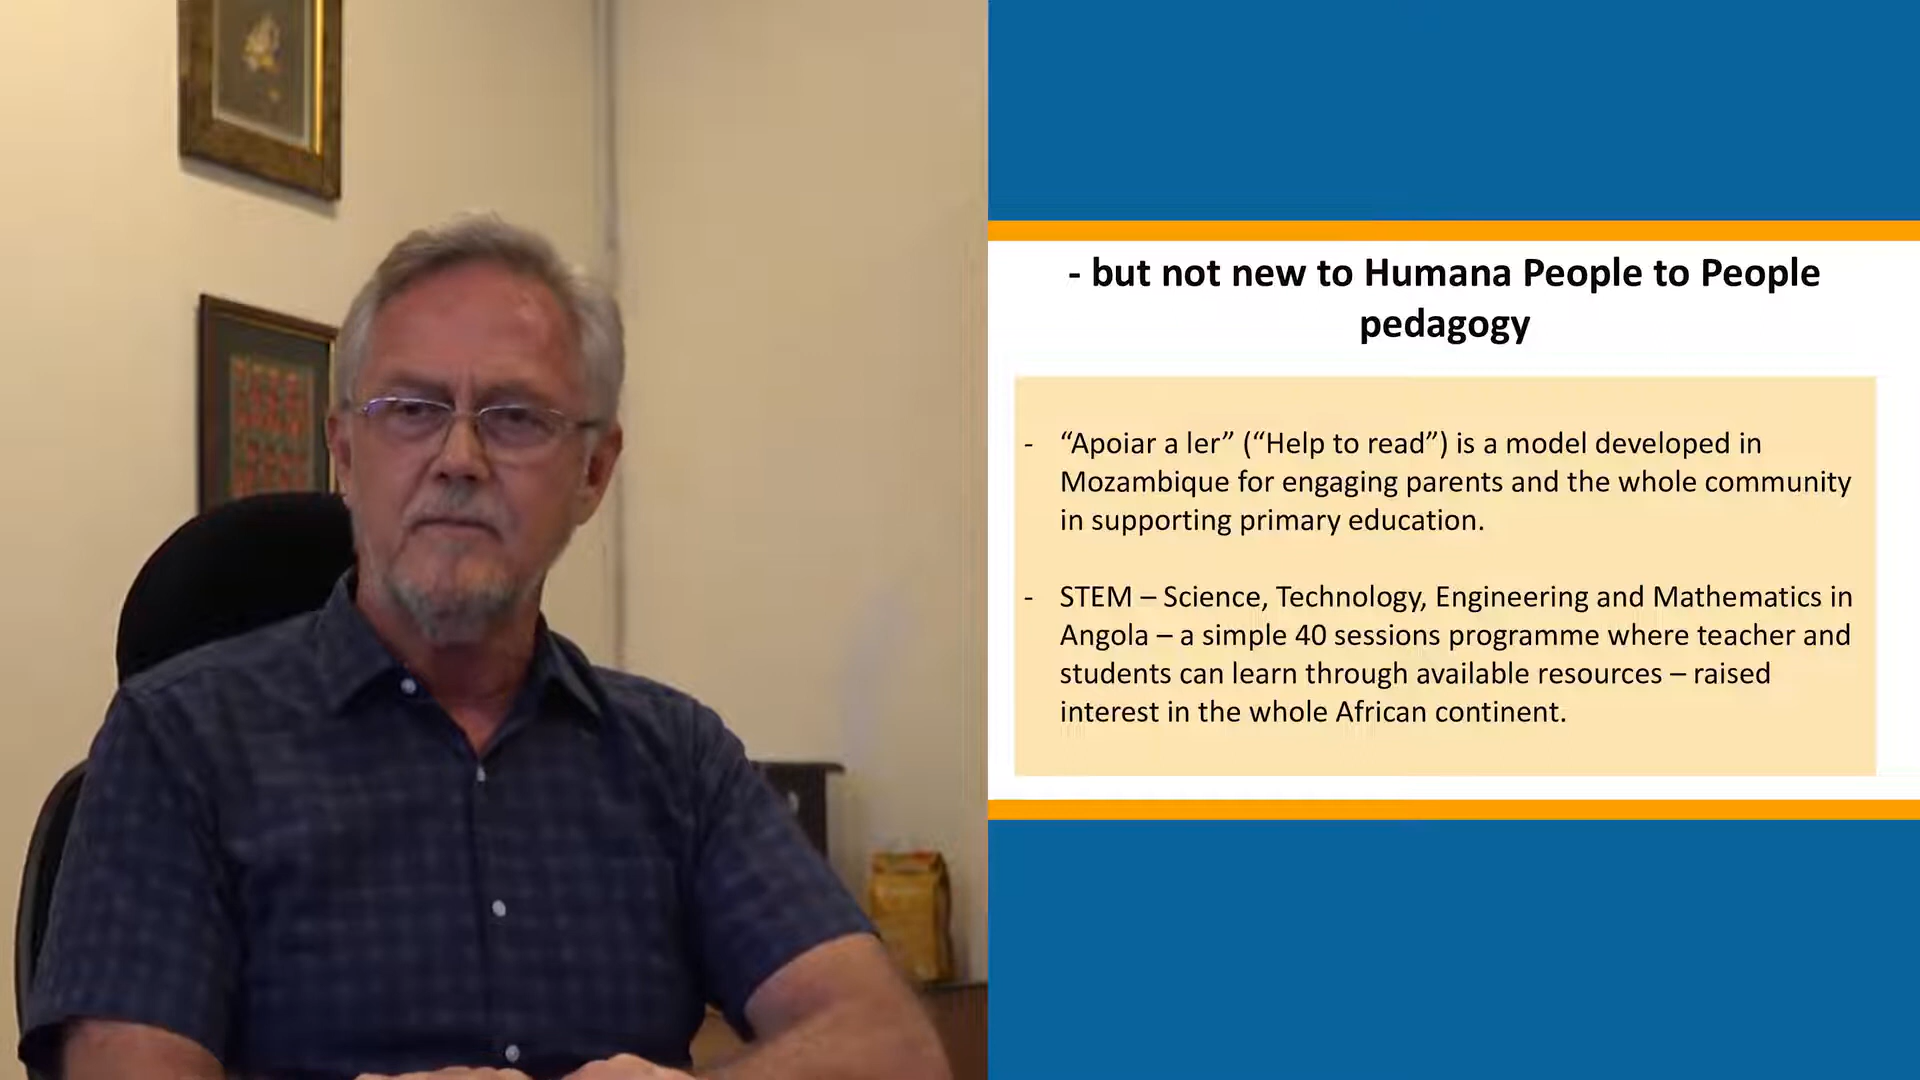 - but not new to Humana People to People
pedagogy
- “Apoiar a ler” (“Help to read”) is a model developed in
Mozambique for engaging parents and the whole community
in supporting primary education.
- STEM – Science, Technology, Engineering and Mathematics in
Angola – a simple 40 sessions programme where teacher and
students can learn through available resources – raised
interest in the whole African continent.